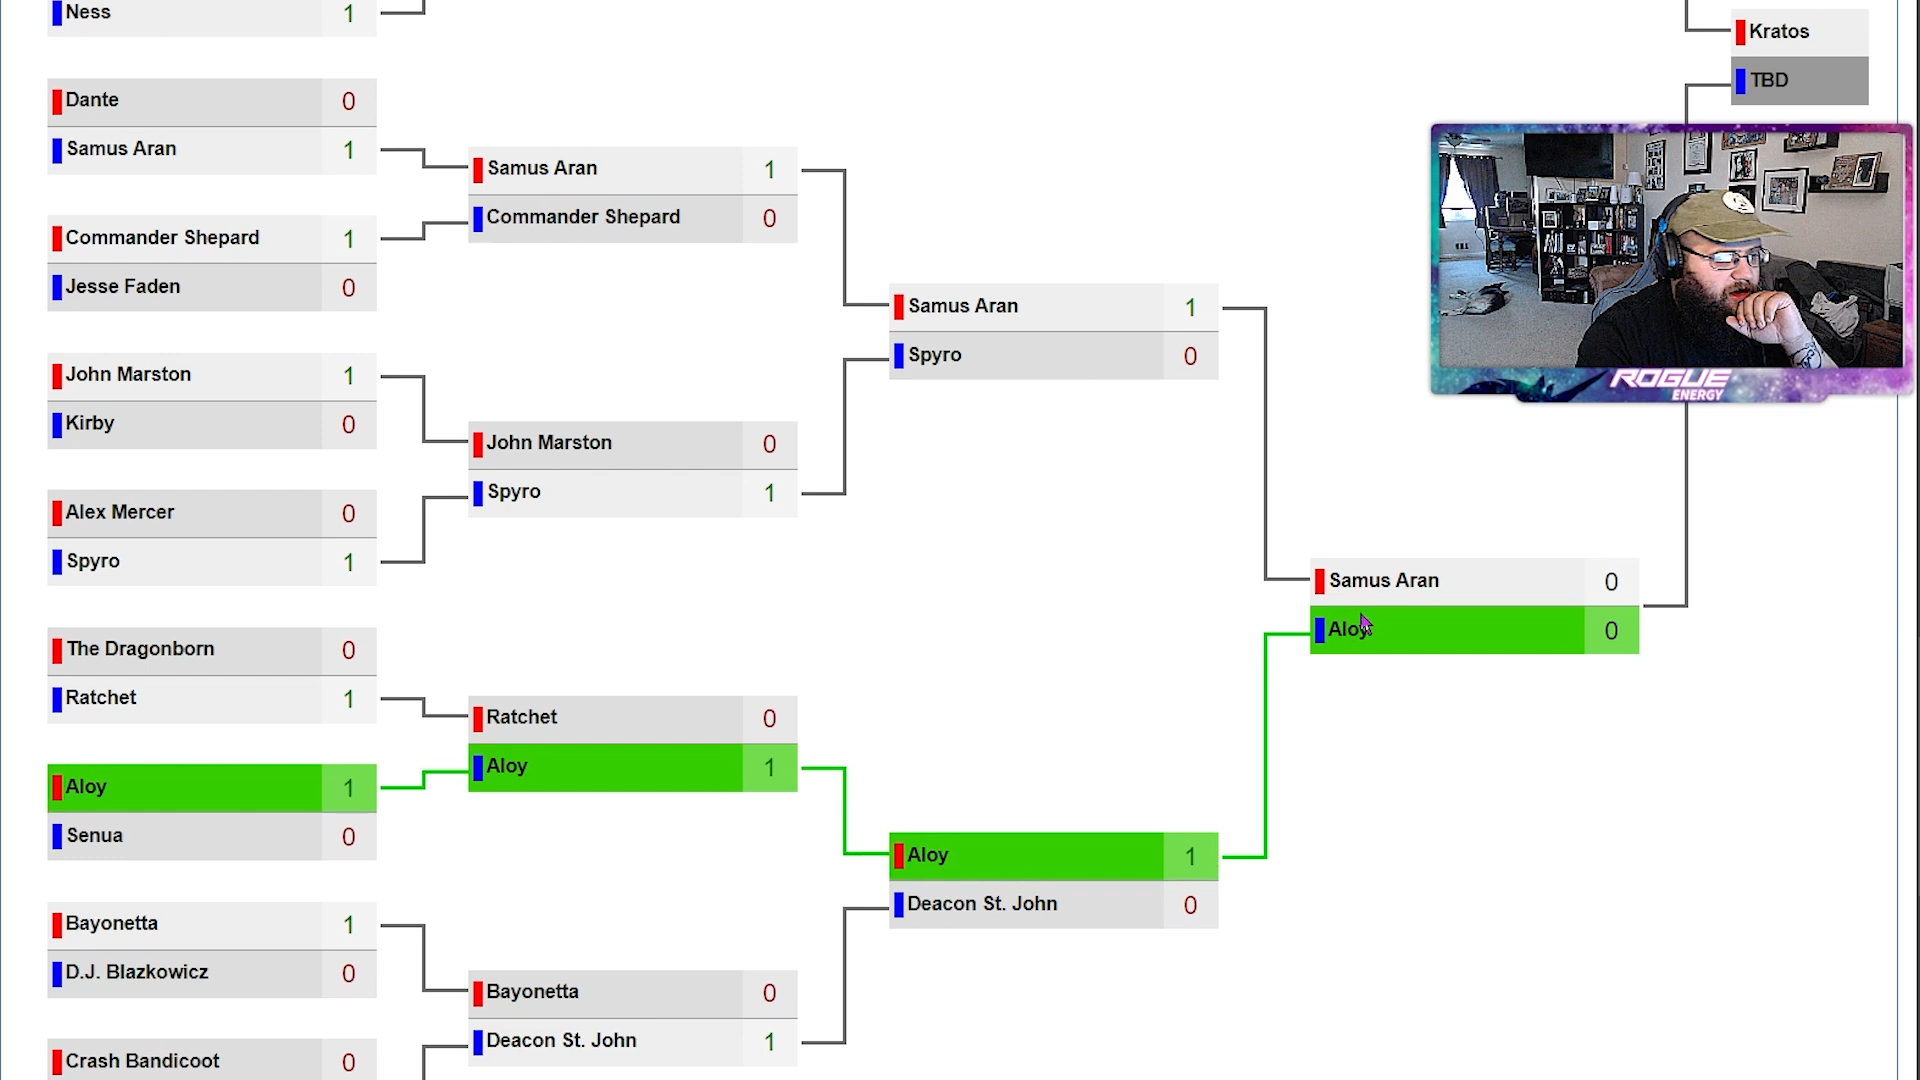 Ness 1
Dante 0
Samus Aran 1
Commander Shepard 1
Jesse Faden 0
John Marston 1
Kirby 0
Alex Mercer 0
Spyro 1
The Dragonborn 0
Ratchet 1
Aloy 1
Senua 0
Bayonetta 1
D.J. Blazkowicz 0
Crash Bandicoot 0
Samus Aran 1
Commander Shepard 0
John Marston 0
Spyro 1
Ratchet 0
Aloy 1
Bayonetta 0
Deacon St. John 1
Samus Aran 1
Spyro 0
Aloy 1
Deacon St. John 0
Samus Aran 0
Aloy 0
Kratos
TBD
ROGUE
ENERGY